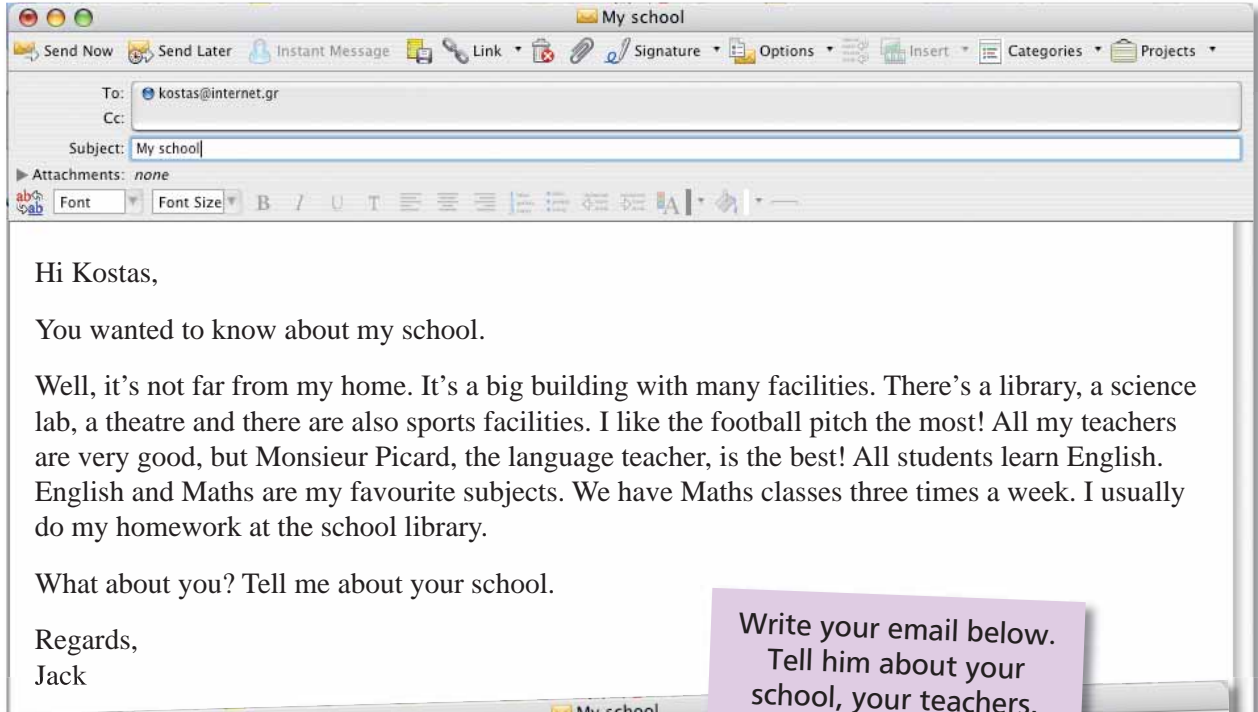 My school
Send Now Send Later Instant Message Link Signature Options Insert Categories Projects
To: kostas@internet.gr
Cc:
Subject: My school
Attachments: none
Font Font Size B I U T A
Hi Kostas,
You wanted to know about my school.
Well, it's not far from my home. It's a big building with many facilities. There's a library, a science
lab, a theatre and there are also sports facilities. I like the football pitch the most! All my teachers
are very good, but Monsieur Picard, the language teacher, is the best! All students learn English.
English and Maths are my favourite subjects. We have Maths classes three times a week. I usually
do my homework at the school library.
What about you? Tell me about your school.
Regards,
Jack
Write your email below.
Tell him about your
school, your teachers,
My school